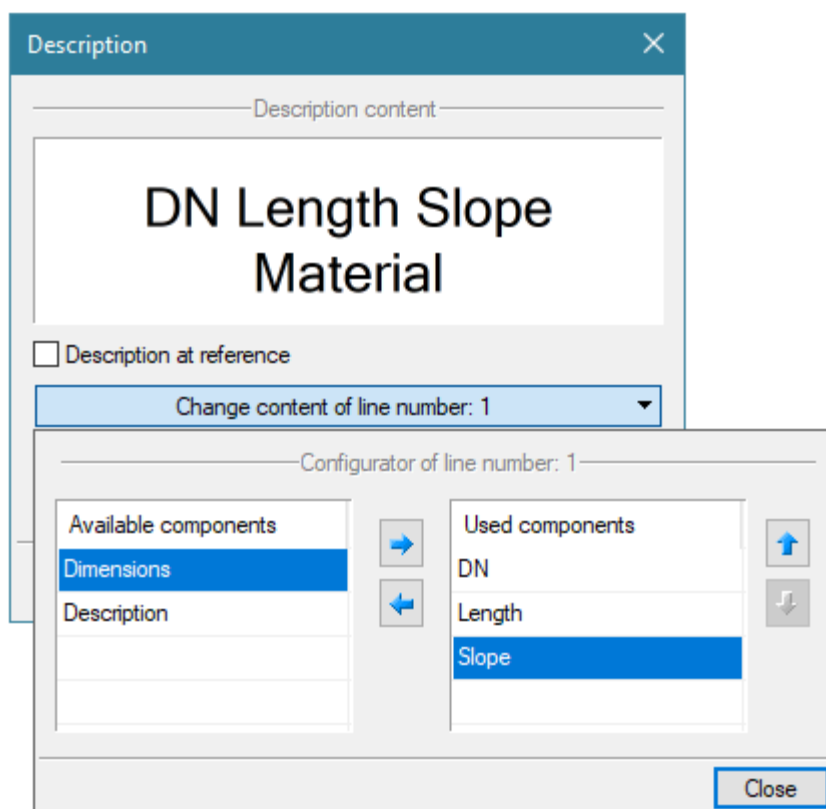 Description
Description content
DN Length Slope
Material
Description at reference
Change content of line number: 1
Configurator of line number: 1
Available components
Dimensions
Description
Used components
DN
Length
Slope
Close